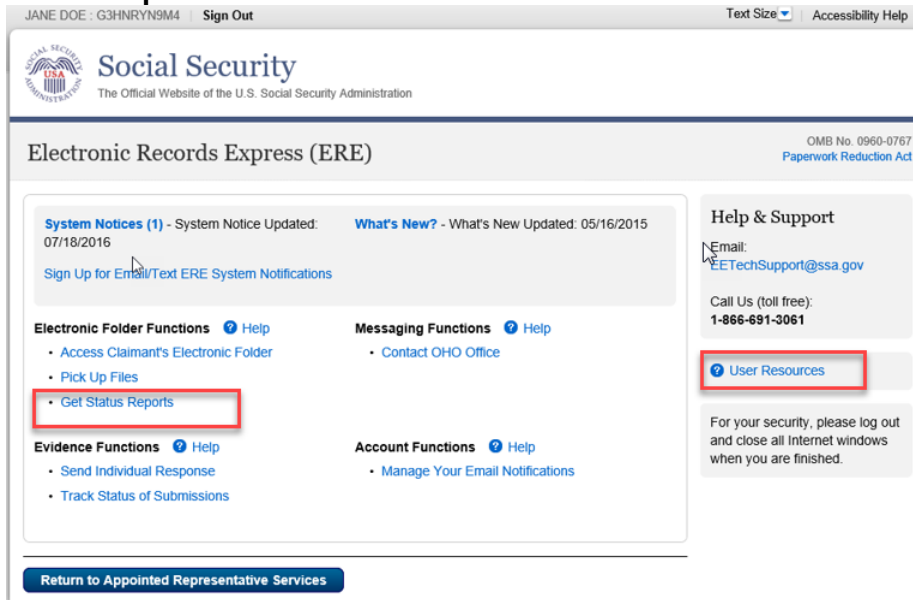 JANE DOE : G3HNRYN9M4 | Sign Out
Text Size | Accessibility Help
SOCIAL SECURITY ADMINISTRATION
USA
Social Security
The Official Website of the U.S. Social Security Administration
Electronic Records Express (ERE)
OMB No. 0960-0767
Paperwork Reduction Act
System Notices (1) - System Notice Updated:
07/18/2016
What's New? - What's New Updated: 05/16/2015
Sign Up for Email/Text ERE System Notifications
Electronic Folder Functions ? Help
• Access Claimant's Electronic Folder
• Pick Up Files
• Get Status Reports
Messaging Functions ? Help
• Contact OHO Office
Evidence Functions ? Help
• Send Individual Response
• Track Status of Submissions
Account Functions ? Help
• Manage Your Email Notifications
Return to Appointed Representative Services
Help & Support
Email:
EETechSupport@ssa.gov
Call Us (toll free):
1-866-691-3061
? User Resources
For your security, please log out
and close all Internet windows
when you are finished.